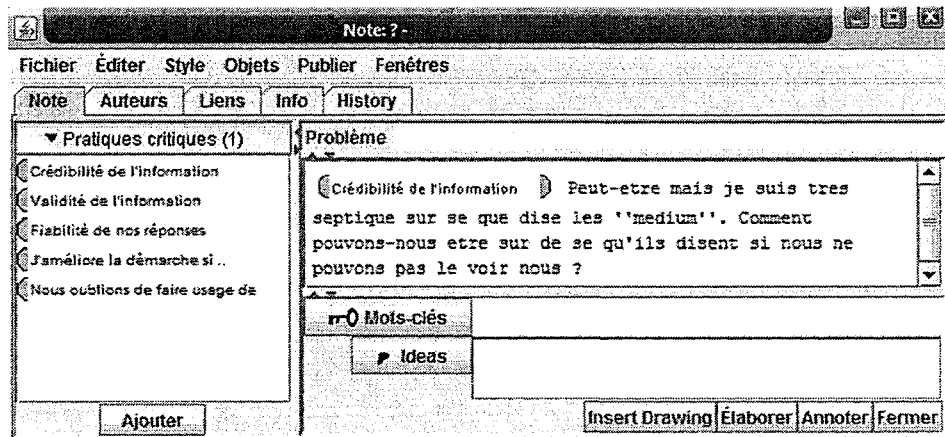 Note: ? -
Fichier Éditer Style Objets Publier Fenêtres
Note Auteurs Liens Info History
Pratiques critiques (1)
Crédibilité de l'information
Validité de l'information
Fiabilité de nos réponses
J'améliore la démarche si ..
Nous oublions de faire usage de
Ajouter
Problème
Crédibilité de l'information Peut-etre mais je suis tres
septique sur se que dise les ''medium''. Comment
pouvons-nous etre sur de se qu'ils disent si nous ne
pouvons pas le voir nous ?
Mots-clés
Ideas
Insert Drawing Élaborer Annoter Fermer